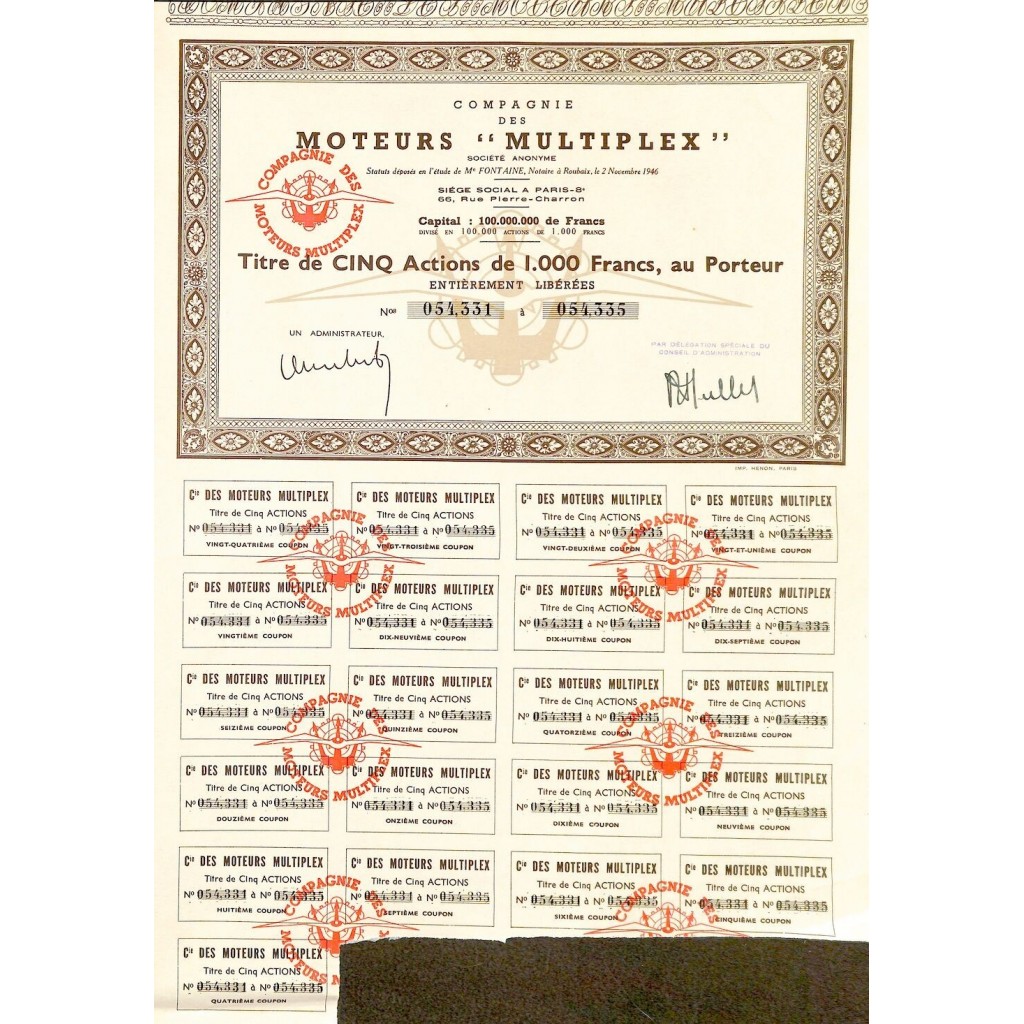 COMPAGNIE
DES
MOTEURS “MULTIPLEX”
SOCIÉTÉ ANONYME
Statuts déposés en l'étude de Mᵉ FONTAINE, Notaire à Roubaix, le 2 Novembre 1946
SIÈGE SOCIAL A PARIS-8ᵉ
66, Rue Pierre-Charron
Capital : 100.000.000 de Francs
DIVISÉ EN 100.000 ACTIONS DE 1.000 FRANCS
COMPAGNIE DES
MOTEURS MULTIPLEX
Titre de CINQ Actions de 1.000 Francs, au Porteur
ENTIÈREMENT LIBÉRÉES
Nᵒˢ 054,331 à 054,335
UN ADMINISTRATEUR,
PAR DÉLÉGATION SPÉCIALE DU
CONSEIL D'ADMINISTRATION
IMP. HENON, PARIS
Cⁱᵉ DES MOTEURS MULTIPLEX
Titre de Cinq ACTIONS
Nº 054,331 à Nº 054,335
VINGT-QUATRIÈME COUPON
Cⁱᵉ DES MOTEURS MULTIPLEX
Titre de Cinq ACTIONS
Nº 054,331 à Nº 054,335
VINGT-TROISIÈME COUPON
Cⁱᵉ DES MOTEURS MULTIPLEX
Titre de Cinq ACTIONS
Nº 054,331 à Nº 054,335
VINGT-DEUXIÈME COUPON
Cⁱᵉ DES MOTEURS MULTIPLEX
Titre de Cinq ACTIONS
Nº 054,331 à Nº 054,335
VINGT-ET-UNIÈME COUPON
COMPAGNIE DES
MOTEURS MULTIPLEX
COMPAGNIE DES
MOTEURS MULTIPLEX
Cⁱᵉ DES MOTEURS MULTIPLEX
Titre de Cinq ACTIONS
Nº 054,331 à Nº 054,335
VINGTIÈME COUPON
Cⁱᵉ DES MOTEURS MULTIPLEX
Titre de Cinq ACTIONS
Nº 054,331 à Nº 054,335
DIX-NEUVIÈME COUPON
Cⁱᵉ DES MOTEURS MULTIPLEX
Titre de Cinq ACTIONS
Nº 054,331 à Nº 054,335
DIX-HUITIÈME COUPON
Cⁱᵉ DES MOTEURS MULTIPLEX
Titre de Cinq ACTIONS
Nº 054,331 à Nº 054,335
DIX-SEPTIÈME COUPON
Cⁱᵉ DES MOTEURS MULTIPLEX
Titre de Cinq ACTIONS
Nº 054,331 à Nº 054,335
SEIZIÈME COUPON
Cⁱᵉ DES MOTEURS MULTIPLEX
Titre de Cinq ACTIONS
Nº 054,331 à Nº 054,335
QUINZIÈME COUPON
Cⁱᵉ DES MOTEURS MULTIPLEX
Titre de Cinq ACTIONS
Nº 054,331 à Nº 054,335
QUATORZIÈME COUPON
Cⁱᵉ DES MOTEURS MULTIPLEX
Titre de Cinq ACTIONS
Nº 054,331 à Nº 054,335
TREIZIÈME COUPON
COMPAGNIE DES
MOTEURS MULTIPLEX
COMPAGNIE DES
MOTEURS MULTIPLEX
Cⁱᵉ DES MOTEURS MULTIPLEX
Titre de Cinq ACTIONS
Nº 054,331 à Nº 054,335
DOUZIÈME COUPON
Cⁱᵉ DES MOTEURS MULTIPLEX
Titre de Cinq ACTIONS
Nº 054,331 à Nº 054,335
ONZIÈME COUPON
Cⁱᵉ DES MOTEURS MULTIPLEX
Titre de Cinq ACTIONS
Nº 054,331 à Nº 054,335
DIXIÈME COUPON
Cⁱᵉ DES MOTEURS MULTIPLEX
Titre de Cinq ACTIONS
Nº 054,331 à Nº 054,335
NEUVIÈME COUPON
Cⁱᵉ DES MOTEURS MULTIPLEX
Titre de Cinq ACTIONS
Nº 054,331 à Nº 054,335
HUITIÈME COUPON
Cⁱᵉ DES MOTEURS MULTIPLEX
Titre de Cinq ACTIONS
Nº 054,331 à Nº 054,335
SEPTIÈME COUPON
Cⁱᵉ DES MOTEURS MULTIPLEX
Titre de Cinq ACTIONS
Nº 054,331 à Nº 054,335
SIXIÈME COUPON
Cⁱᵉ DES MOTEURS MULTIPLEX
Titre de Cinq ACTIONS
Nº 054,331 à Nº 054,335
CINQUIÈME COUPON
COMPAGNIE DES
MOTEURS
COMPAGNIE DES
Cⁱᵉ DES MOTEURS MULTIPLEX
Titre de Cinq ACTIONS
Nº 054,331 à Nº 054,335
QUATRIÈME COUPON